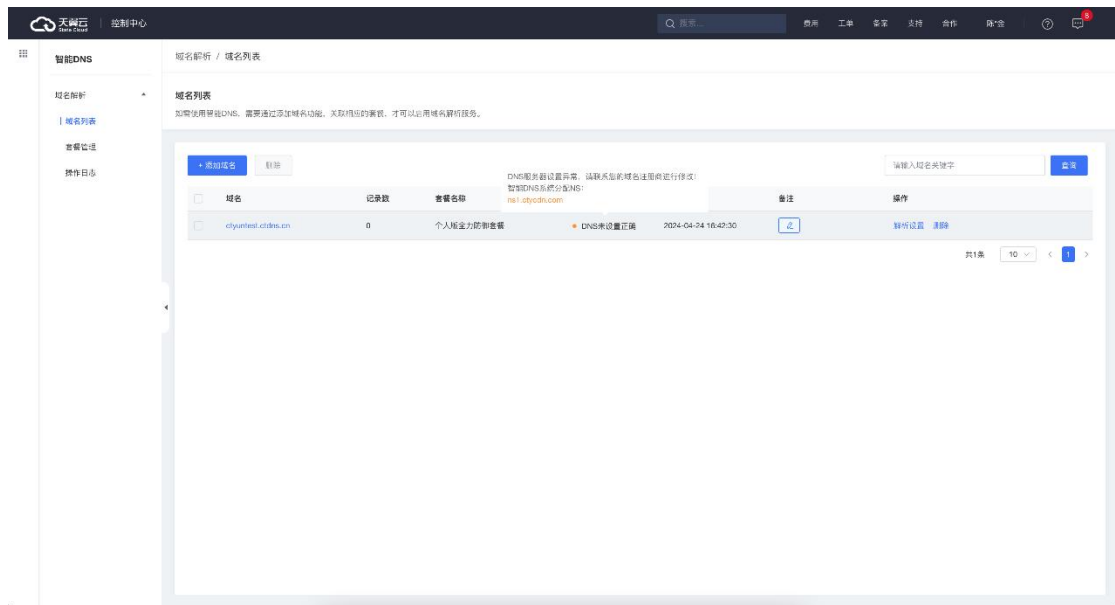 天翼云 控制中心 搜索... 费用 工单 备案 支持 合作 陈*金 6
State Cloud
智能DNS
域名解析 / 域名列表
域名解析
域名列表
套餐管理
操作日志
域名列表
如需使用智能DNS，需要通过添加域名功能，关联相应的套餐，才可以启用域名解析服务。
+ 添加域名 删除 请输入域名关键字 查询
DNS服务器设置异常，请联系您的域名注册商进行修改！
智能DNS系统分配NS：
ns1.ctycdn.com
域名 记录数 套餐名称 备注 操作
ctyuntest.ctdns.cn 0 个人版全力防御套餐 DNS未设置正确 2024-04-24 16:42:30 解析设置 删除
共1条 10 < 1 >